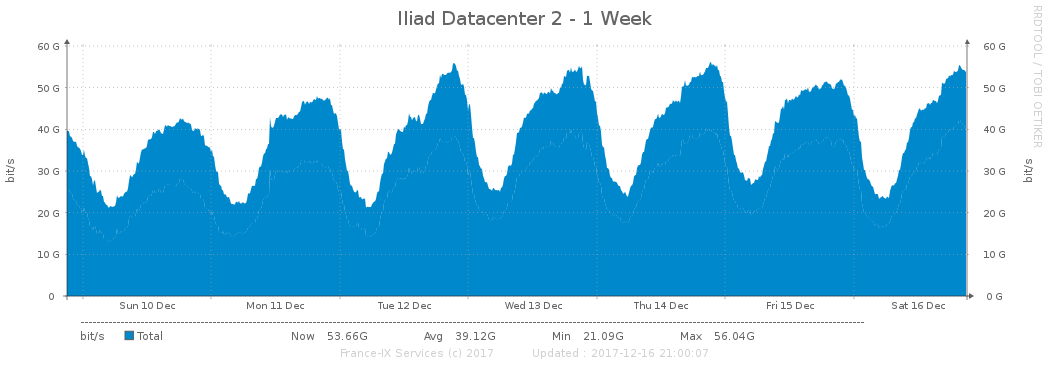 Iliad Datacenter 2 - 1 Week
RRDTOOL / TOBI OETIKER
60 G 60 G
50 G 50 G
40 G 40 G
30 G 30 G
20 G 20 G
10 G 10 G
0 0 G
bit/s bit/s
Sun 10 Dec Mon 11 Dec Tue 12 Dec Wed 13 Dec Thu 14 Dec Fri 15 Dec Sat 16 Dec
bit/s Total Now 53.66G Avg 39.12G Min 21.09G Max 56.04G
France-IX Services (c) 2017 Updated : 2017-12-16 21:00:07